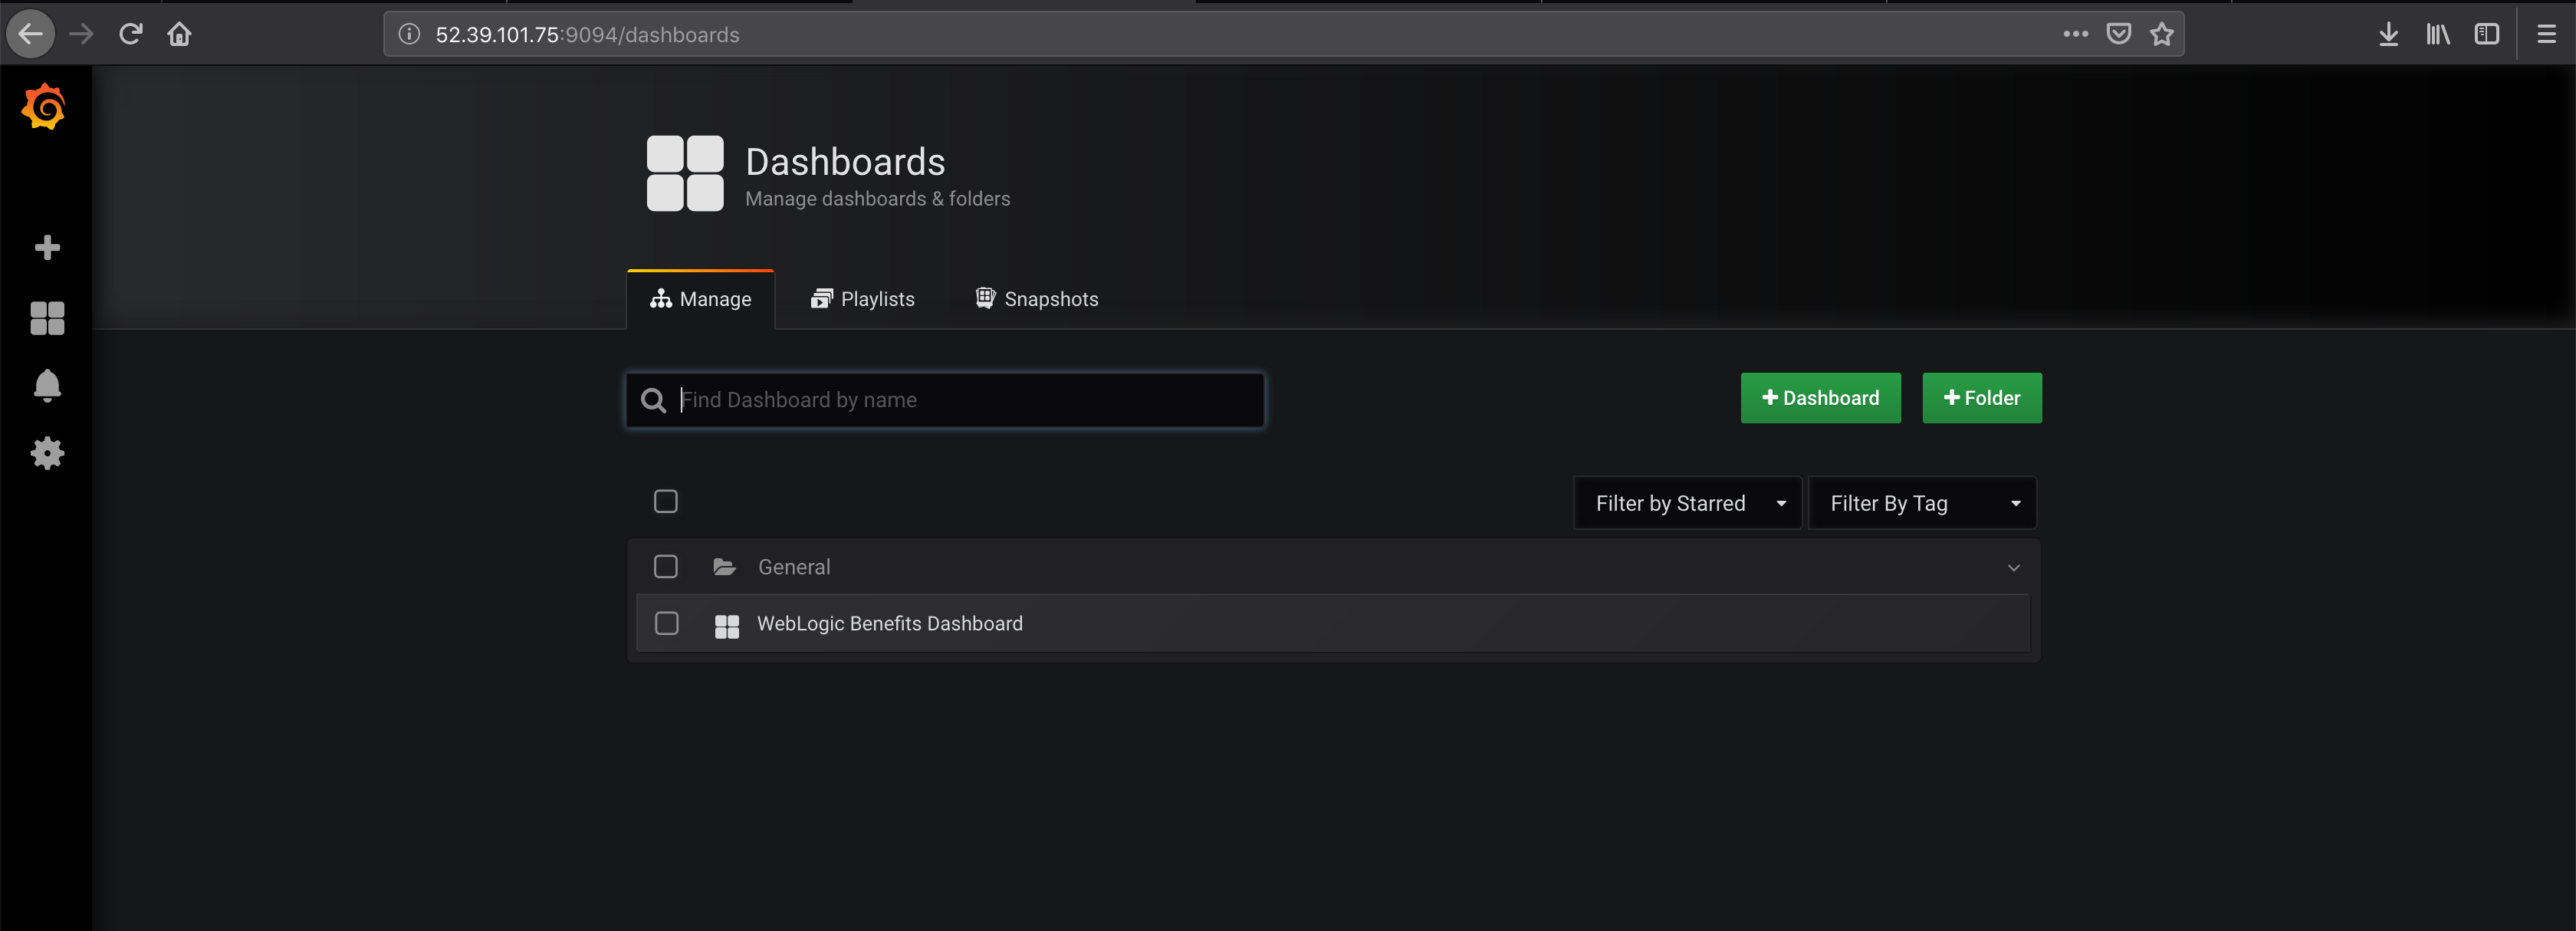 52.39.101.75:9094/dashboards
Dashboards
Manage dashboards & folders
Manage
Playlists
Snapshots
Find Dashboard by name
Dashboard
Folder
Filter by Starred
Filter By Tag
General
WebLogic Benefits Dashboard